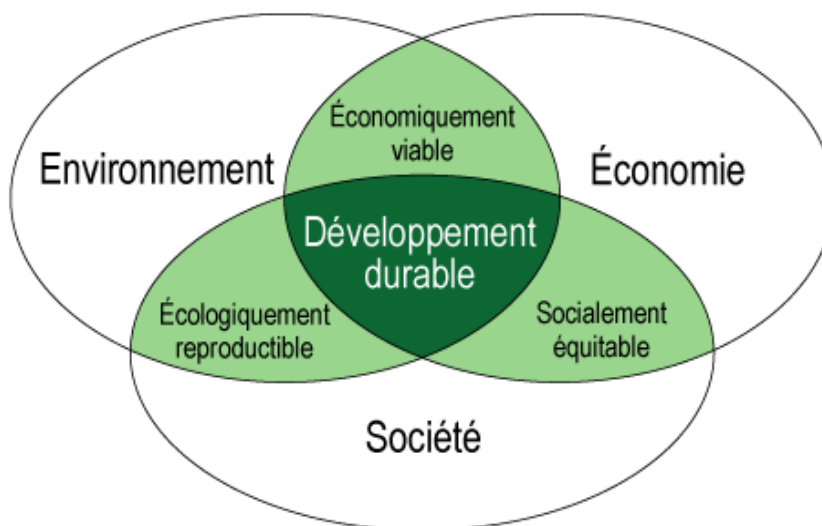 Économiquement
viable
Environnement
Économie
Développement
durable
Écologiquement
reproductible
Socialement
équitable
Société